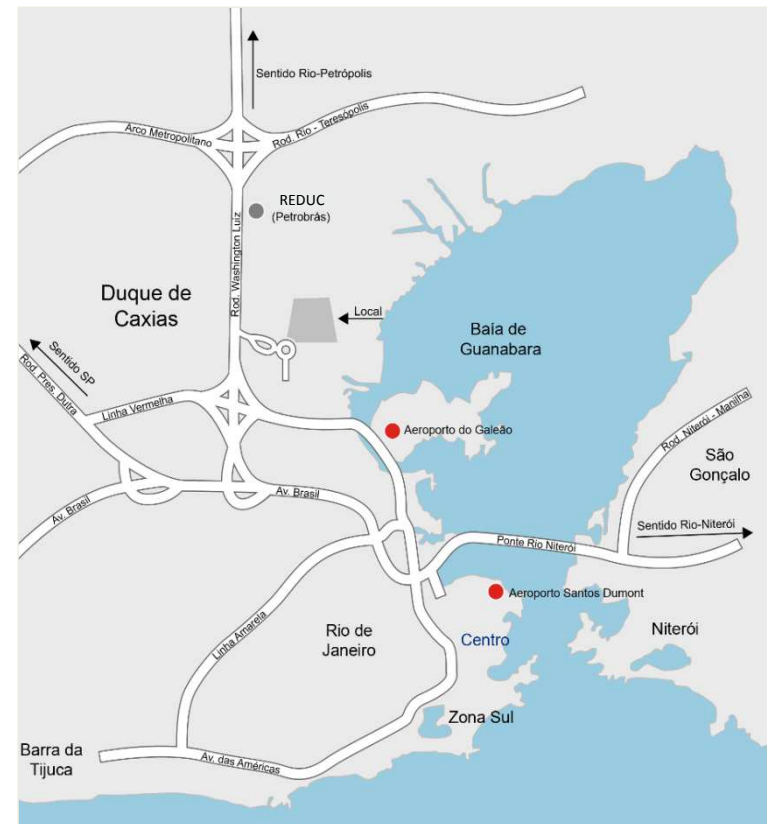 Sentido Rio-Petrópolis
Arco Metropolitano
Rod. Rio - Teresópolis
REDUC
(Petrobrás)
Rod. Washington Luiz
Duque de
Caxias
Local
Baía de
Guanabara
Sentido SP
Rod. Pres. Dutra
Linha Vermelha
Aeroporto do Galeão
Rod. Niterói - Manilha
São
Gonçalo
Av. Brasil
Av. Brasil
Sentido Rio-Niterói
Ponte Rio Niterói
Aeroporto Santos Dumont
Linha Amarela
Rio de
Janeiro
Centro
Niterói
Zona Sul
Barra da
Tijuca
Av. das Américas